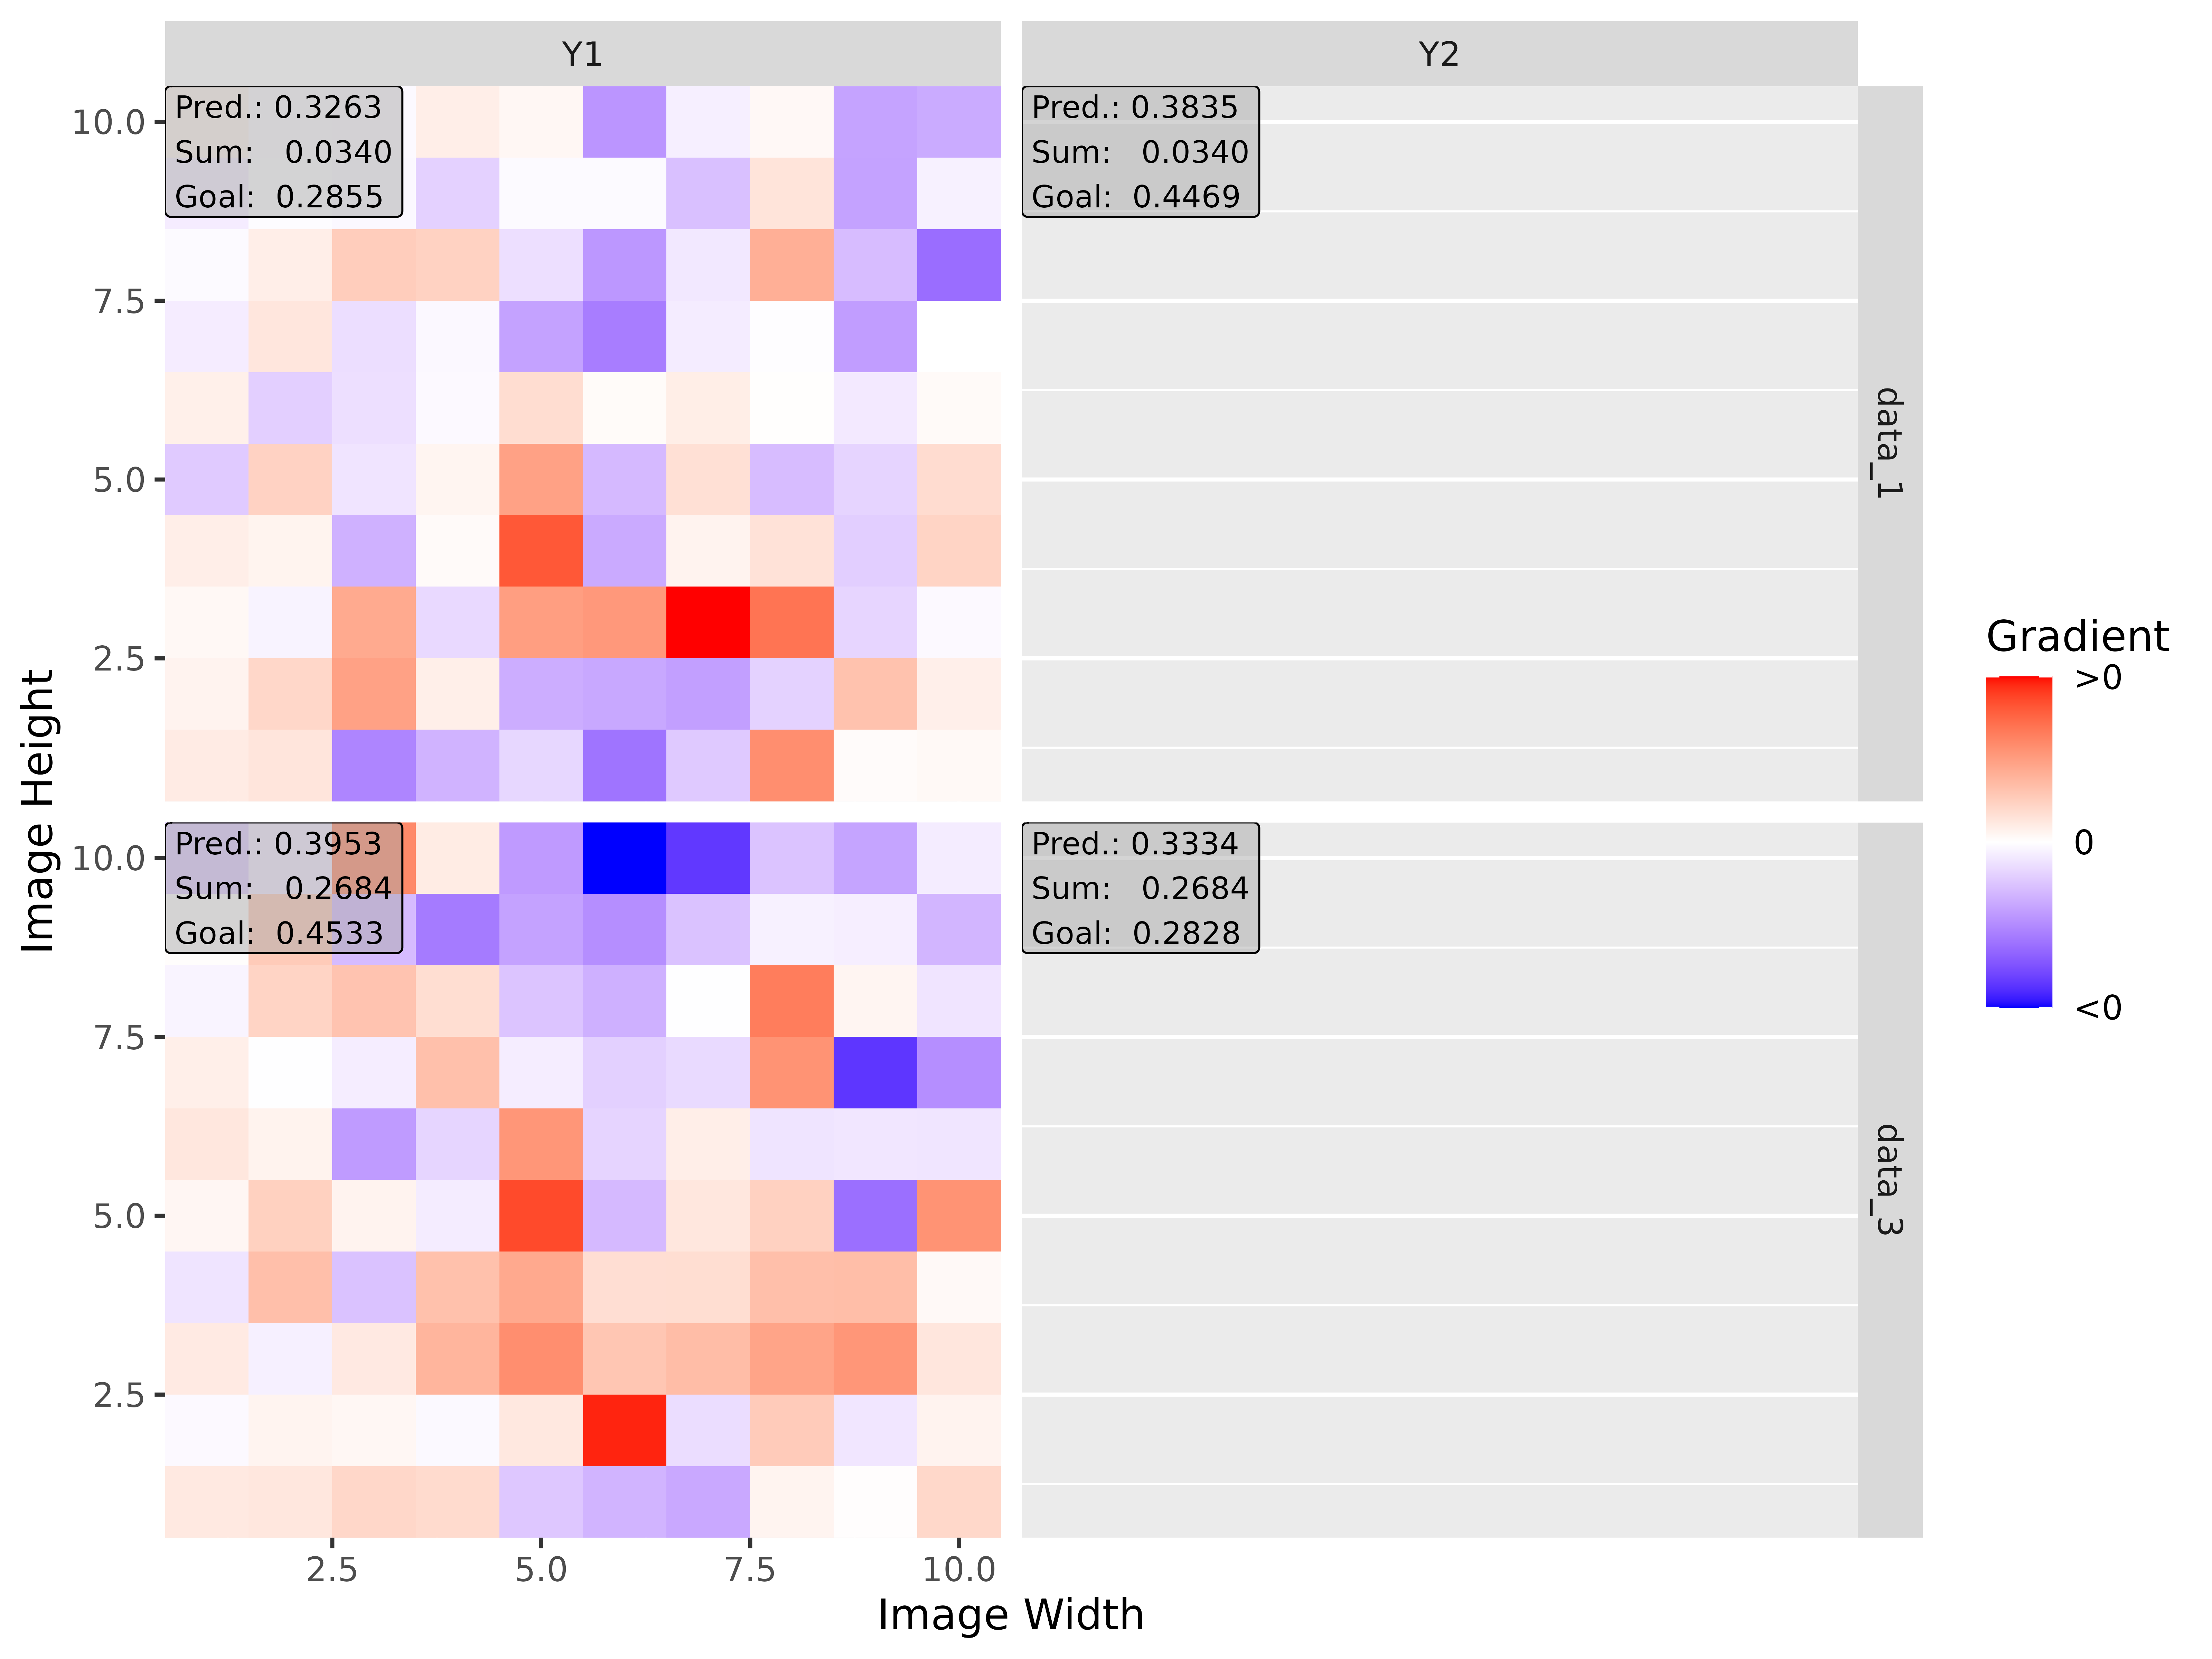 Y1
Y2
Pred.: 0.3263
Sum: 0.0340
Goal: 0.2855
Pred.: 0.3835
Sum: 0.0340
Goal: 0.4469
10.0
7.5
5.0
2.5
data_1
Pred.: 0.3953
Sum: 0.2684
Goal: 0.4533
Pred.: 0.3334
Sum: 0.2684
Goal: 0.2828
10.0
7.5
5.0
2.5
data_3
Image Height
2.5
5.0
7.5
10.0
Image Width
Gradient
>0
0
<0